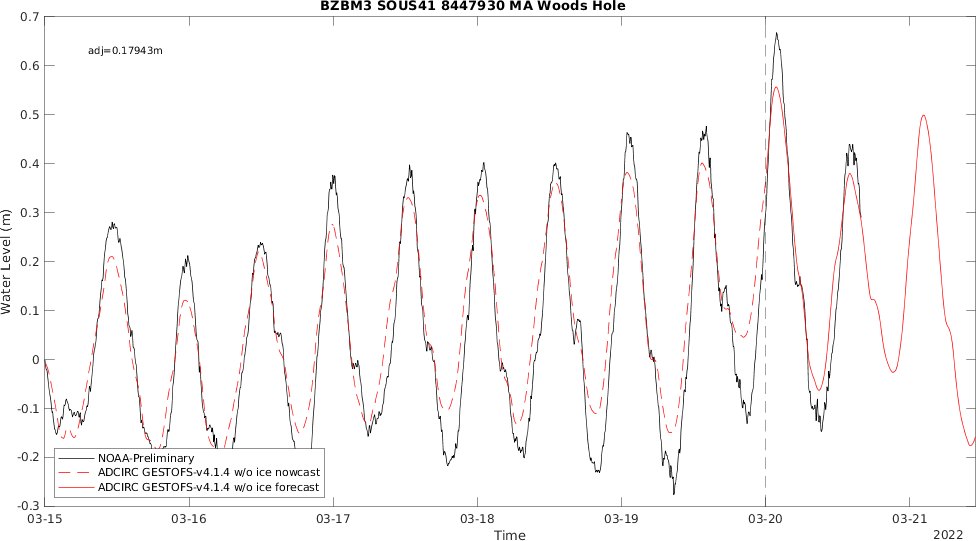 BZBM3 SOUS41 8447930 MA Woods Hole
adj=0.17943m
0.7
0.6
0.5
0.4
0.3
0.2
0.1
0
-0.1
-0.2
-0.3
Water Level (m)
NOAA-Preliminary
ADCIRC GESTOFS-v4.1.4 w/o ice nowcast
ADCIRC GESTOFS-v4.1.4 w/o ice forecast
03-15 03-16 03-17 03-18 03-19 03-20 03-21
Time
2022